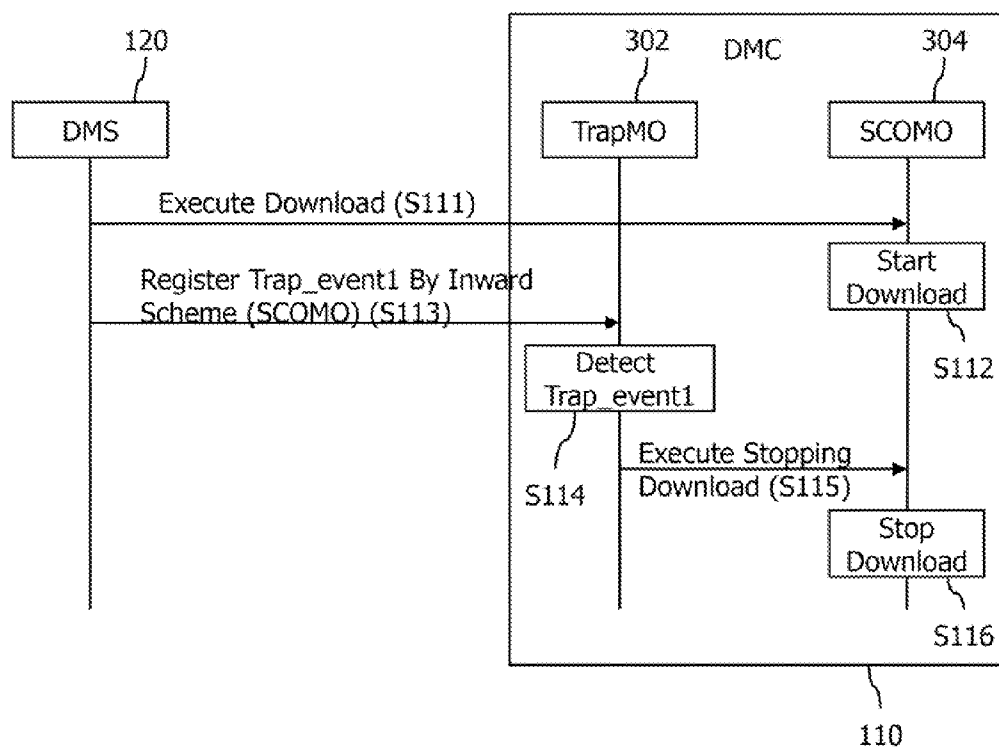 120
302
DMC
304
DMS
TrapMO
SCOMO
Execute Download (S111)
Register Trap_event1 By Inward
Scheme (SCOMO) (S113)
Start
Download
S112
Detect
Trap_event1
S114
Execute Stopping
Download (S115)
Stop
Download
S116
110